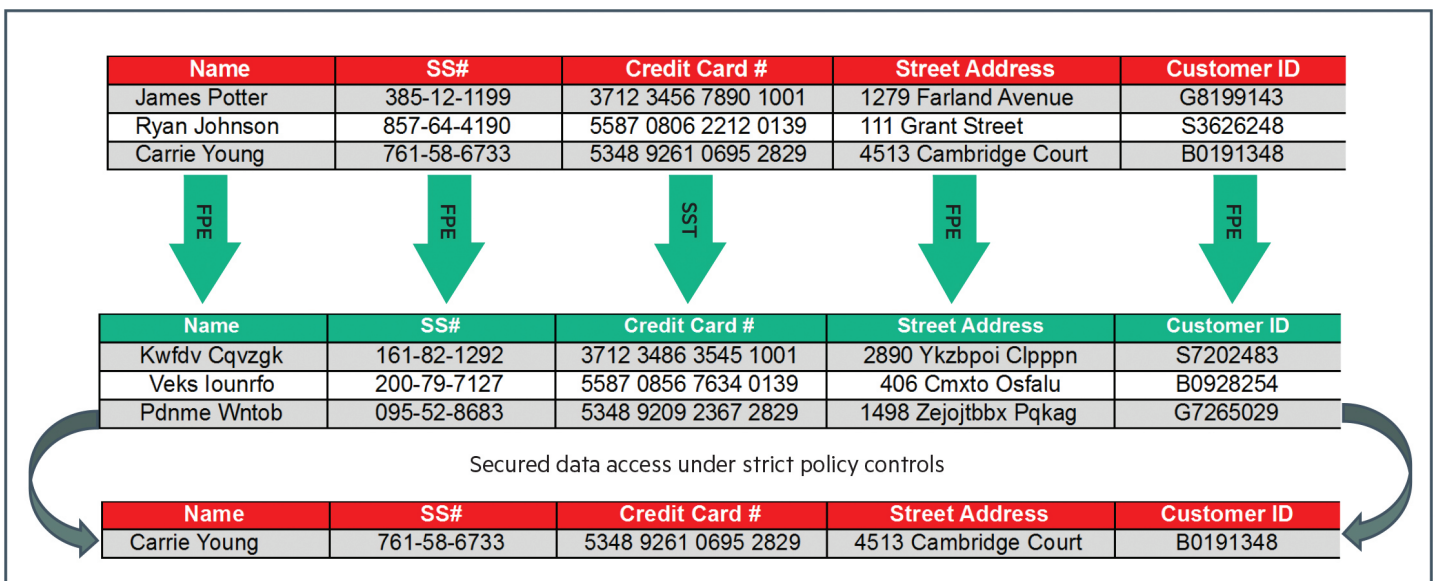 Name SS# Credit Card # Street Address Customer ID
James Potter 385-12-1199 3712 3456 7890 1001 1279 Farland Avenue G8199143
Ryan Johnson 857-64-4190 5587 0806 2212 0139 111 Grant Street S3626248
Carrie Young 761-58-6733 5348 9261 0695 2829 4513 Cambridge Court B0191348
FPE FPE SST FPE FPE
Name SS# Credit Card # Street Address Customer ID
Kwfdv Cqvzgk 161-82-1292 3712 3486 3545 1001 2890 Ykzbpoi Clpppn S7202483
Veks Iounrfo 200-79-7127 5587 0856 7634 0139 406 Cmxto Osfalu B0928254
Pdnme Wntob 095-52-8683 5348 9209 2367 2829 1498 Zejojtbbx Pqkag G7265029
Secured data access under strict policy controls
Name SS# Credit Card # Street Address Customer ID
Carrie Young 761-58-6733 5348 9261 0695 2829 4513 Cambridge Court B0191348